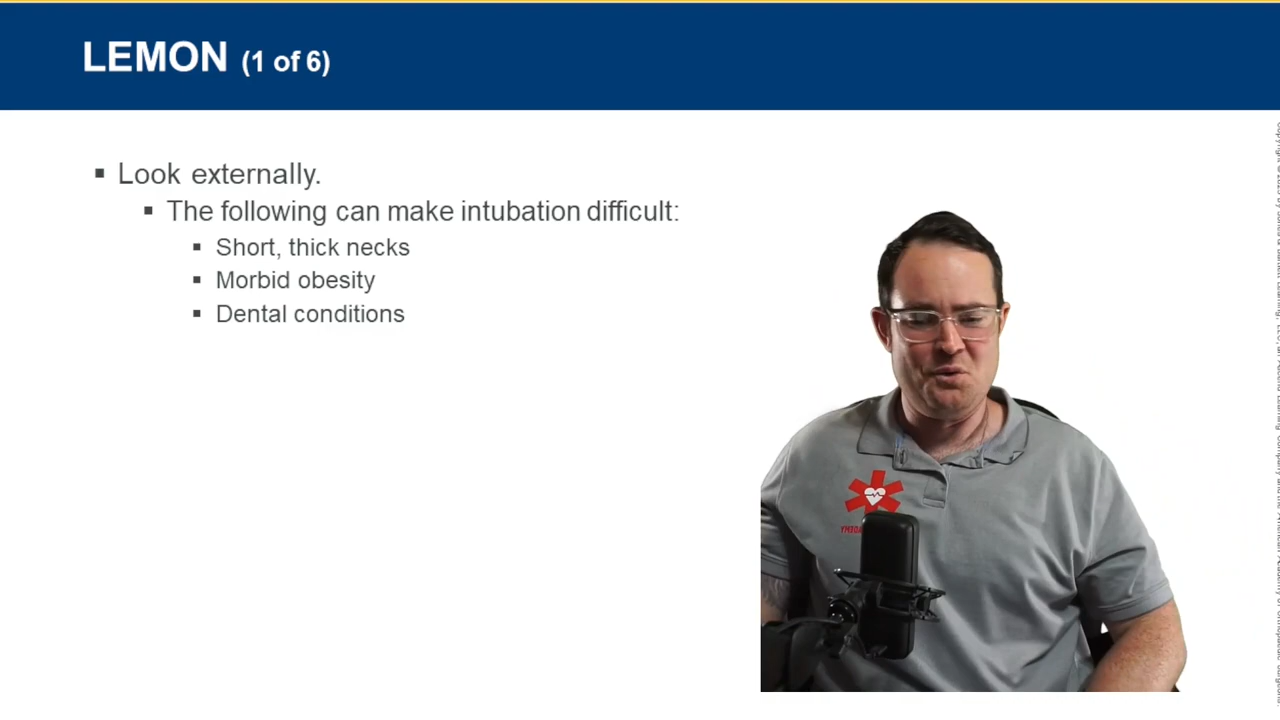 LEMON (1 of 6)
Look externally.
The following can make intubation difficult:
Short, thick necks
Morbid obesity
Dental conditions